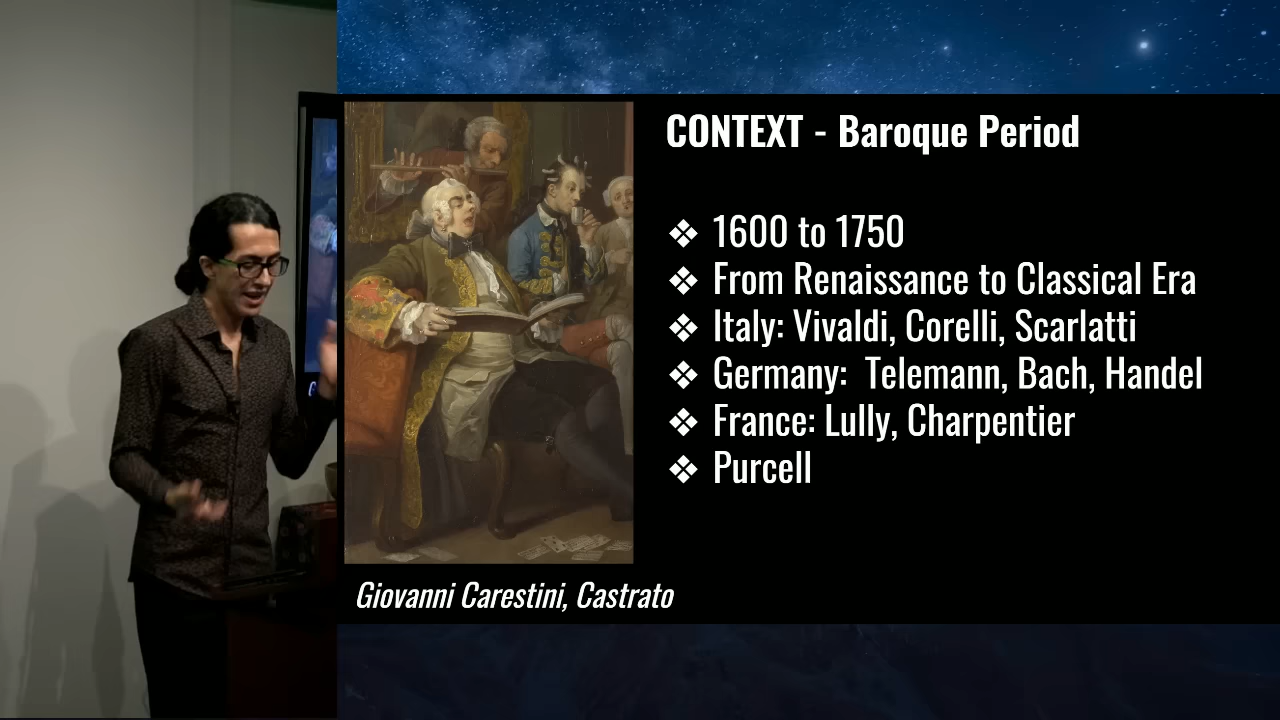 CONTEXT - Baroque Period
❖ 1600 to 1750
❖ From Renaissance to Classical Era
❖ Italy: Vivaldi, Corelli, Scarlatti
❖ Germany:  Telemann, Bach, Handel
❖ France: Lully, Charpentier
❖ Purcell
Giovanni Carestini, Castrato